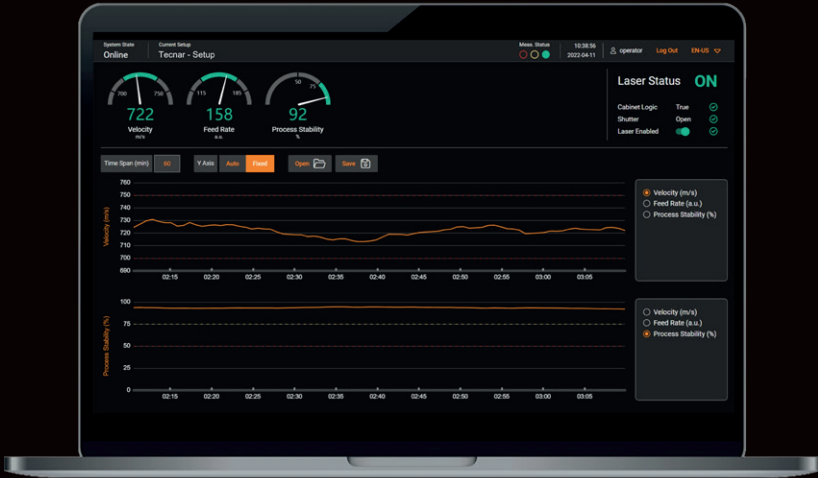 System State
Online
Current Setup
Tecnar - Setup
Meas. Status
10:38:56
2022-04-11
operator
Log Out
EN-US
700 750
722
Velocity
m/s
115 185
158
Feed Rate
a.u.
50 75
92
Process Stability
%
Laser Status ON
Cabinet Logic True
Shutter Open
Laser Enabled
Time Span (min) 60 Y Axis Auto Fixed Open Save
Velocity (m/s)
760
750
740
730
720
710
700
690
02:15 02:20 02:25 02:30 02:35 02:40 02:45 02:50 02:55 03:00 03:05
Velocity (m/s)
Feed Rate (a.u.)
Process Stability (%)
Process Stability (%)
100
75
50
25
0
02:15 02:20 02:25 02:30 02:35 02:40 02:45 02:50 02:55 03:00 03:05
Velocity (m/s)
Feed Rate (a.u.)
Process Stability (%)